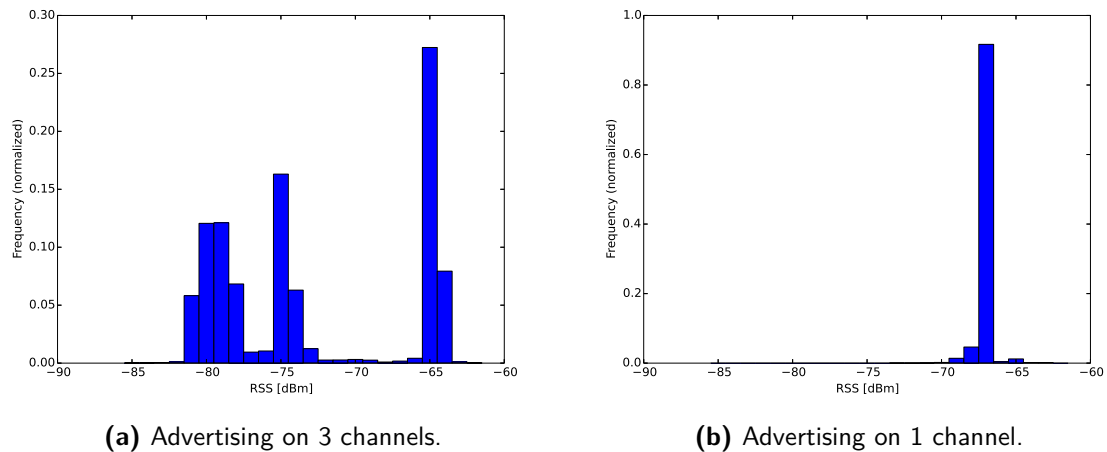 0.30
0.25
0.20
0.15
0.10
0.05
0.00
Frequency (normalized)
−90 −85 −80 −75 −70 −65 −60
RSS [dBm]
(a) Advertising on 3 channels.
1.0
0.8
0.6
0.4
0.2
0.0
Frequency (normalized)
−90 −85 −80 −75 −70 −65 −60
RSS [dBm]
(b) Advertising on 1 channel.